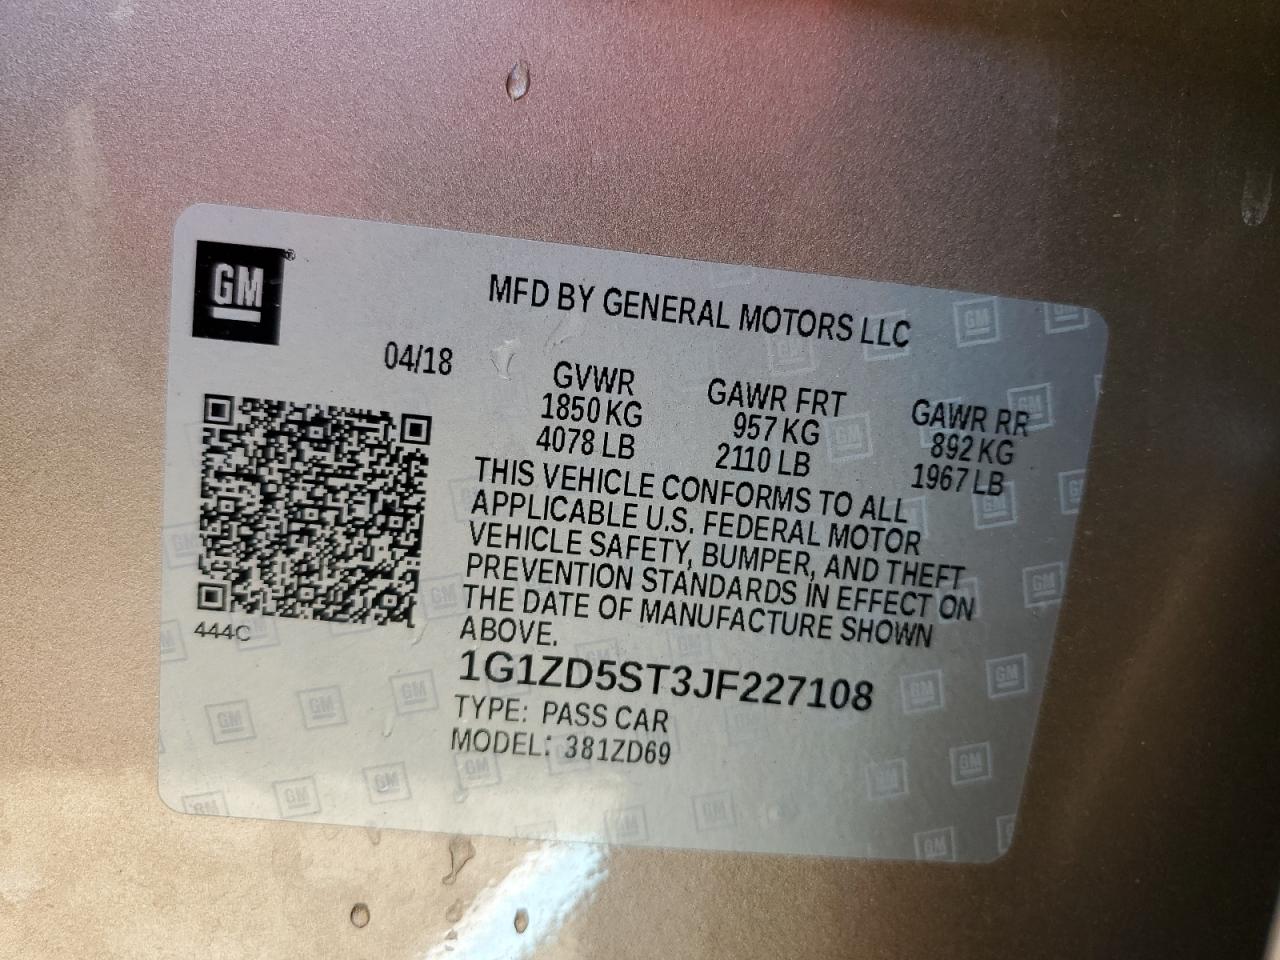 GM®
MFD BY GENERAL MOTORS LLC
04/18
GVWR
1850 KG
4078 LB
GAWR FRT
957 KG
2110 LB
GAWR RR
892 KG
1967 LB
THIS VEHICLE CONFORMS TO ALL
APPLICABLE U.S. FEDERAL MOTOR
VEHICLE SAFETY, BUMPER, AND THEFT
PREVENTION STANDARDS IN EFFECT ON
THE DATE OF MANUFACTURE SHOWN
ABOVE.
444C
1G1ZD5ST3JF227108
TYPE: PASS CAR
MODEL: 381ZD69